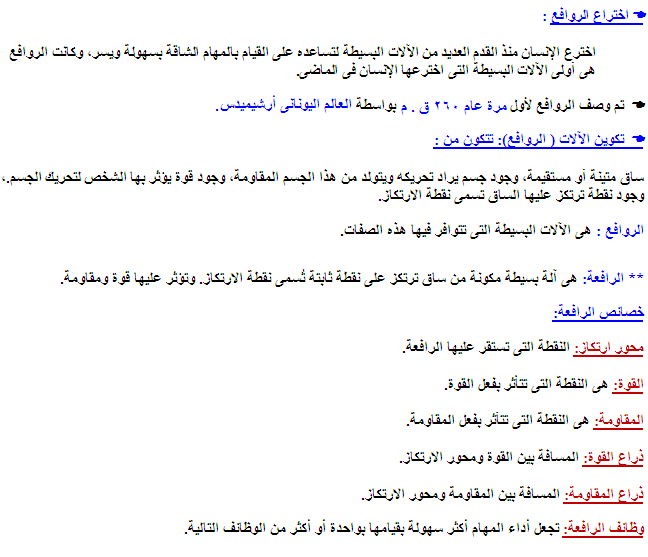 ☚ اختراع الروافع :
اخترع الإنسان منذ القدم العديد من الآلات البسيطة لتساعده على القيام بالمهام الشاقة بسهولة ويسر، وكانت الروافع
هى أولى الآلات البسيطة التى اخترعها الإنسان فى الماضى.
☚ تم وصف الروافع لأول مرة عام ٢٦٠ ق . م بواسطة العالم اليونانى أرشيميدس.
☚ تكوين الآلات ( الروافع): تتكون من :
ساق متينة أو مستقيمة، وجود جسم يراد تحريكه ويتولد من هذا الجسم المقاومة، وجود قوة يؤثر بها الشخص لتحريك الجسم.،
وجود نقطة ترتكز عليها الساق تسمى نقطة الارتكاز.
الروافع : هى الآلات البسيطة التى تتوافر فيها هذه الصفات.
** الرافعة: هى آلة بسيطة مكونة من ساق ترتكز على نقطة ثابتة تُسمى نقطة الارتكاز. وتؤثر عليها قوة ومقاومة.
خصائص الرافعة:
محور ارتكاز: النقطة التى تستقر عليها الرافعة.
القوة: هى النقطة التى تتأثر بفعل القوة.
المقاومة: هى النقطة التى تتأثر بفعل المقاومة.
ذراع القوة: المسافة بين القوة ومحور الارتكاز.
ذراع المقاومة: المسافة بين المقاومة ومحور الارتكاز.
وظائف الرافعة: تجعل أداء المهام أكثر سهولة بقيامها بواحدة أو أكثر من الوظائف التالية.